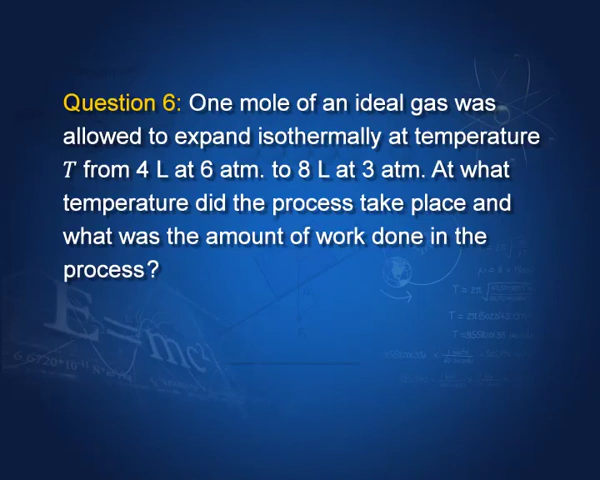 Question 6: One mole of an ideal gas was
allowed to expand isothermally at temperature
T from 4 L at 6 atm. to 8 L at 3 atm. At what
temperature did the process take place and
what was the amount of work done in the
process?
E=mc²